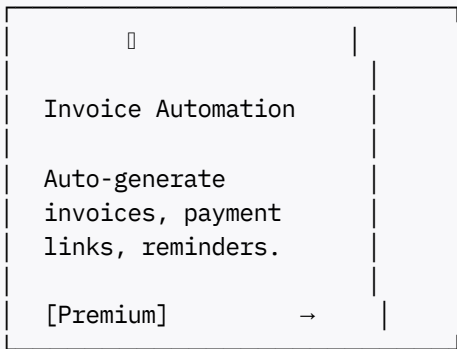 Invoice Automation
Auto-generate
invoices, payment
links, reminders.
[Premium] →